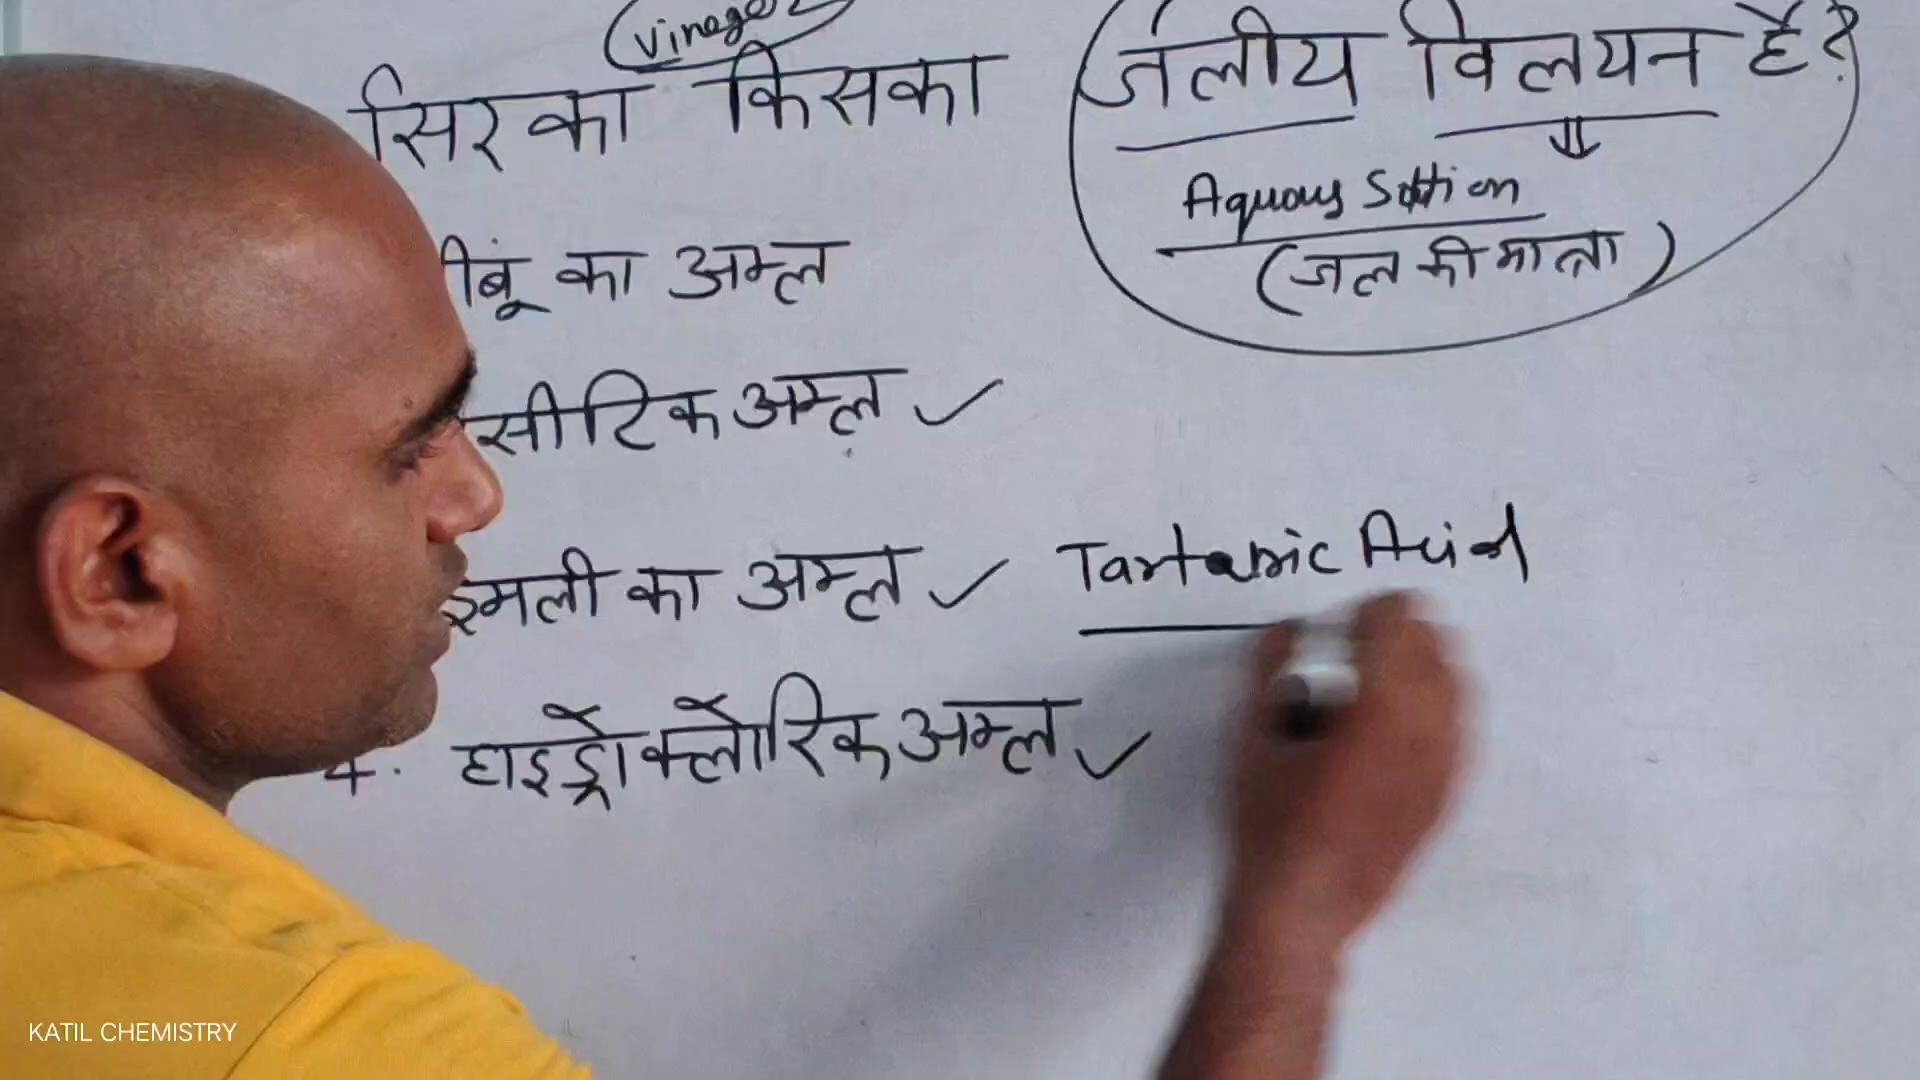 vinegar
सिरका किसका जलीय विलयन है?
Aquous Solution
(जल की मात्रा)
का अम्ल
सीटिक अम्ल
इमली का अम्ल Tartaric Acid
4. हाइड्रोक्लोरिक अम्ल
KATIL CHEMISTRY